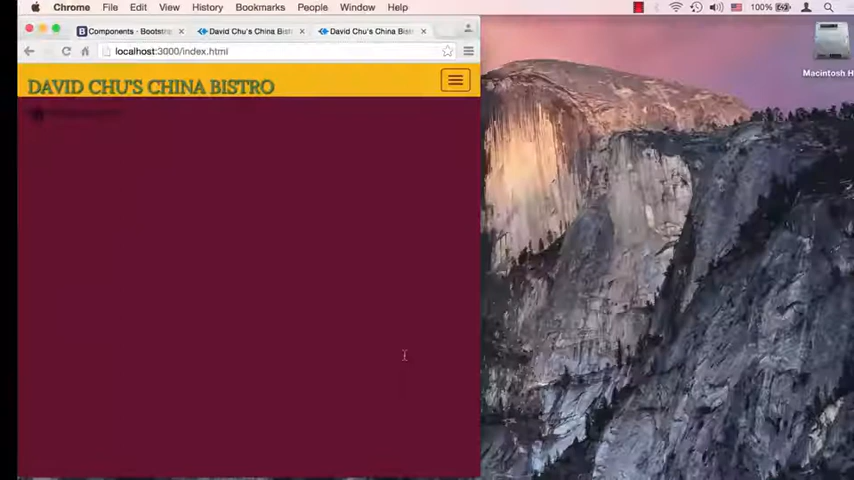 Chrome File Edit View History Bookmarks People Window Help 100%
Components · Bootstrap David Chu's China Bist David Chu's China Bist
localhost:3000/index.html
DAVID CHU'S CHINA BISTRO
Macintosh H